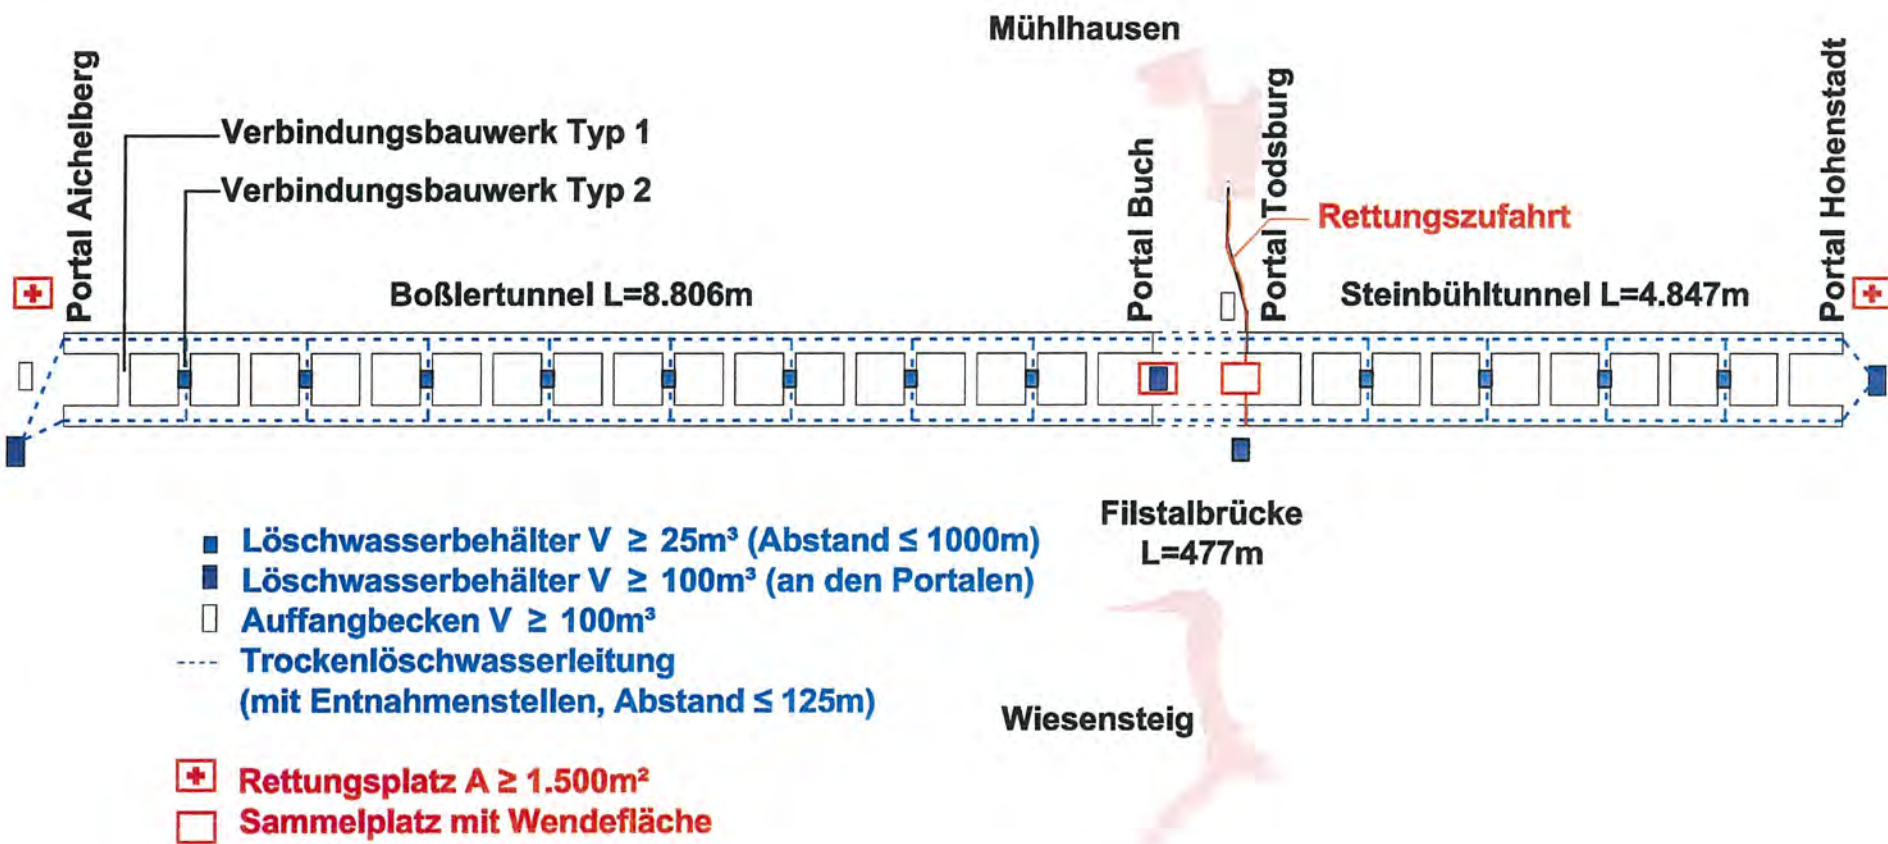 Mühlhausen
Portal Aichelberg
Verbindungsbauwerk Typ 1
Verbindungsbauwerk Typ 2
Portal Buch
Portal Todsburg
Rettungszufahrt
Portal Hohenstadt
Boßlertunnel L=8.806m
Steinbühltunnel L=4.847m
Filstalbrücke
L=477m
Löschwasserbehälter V ≥ 25m³ (Abstand ≤ 1000m)
Löschwasserbehälter V ≥ 100m³ (an den Portalen)
Auffangbecken V ≥ 100m³
Trockenlöschwasserleitung
(mit Entnahmenstellen, Abstand ≤ 125m)
Wiesensteig
Rettungsplatz A ≥ 1.500m²
Sammelplatz mit Wendefläche